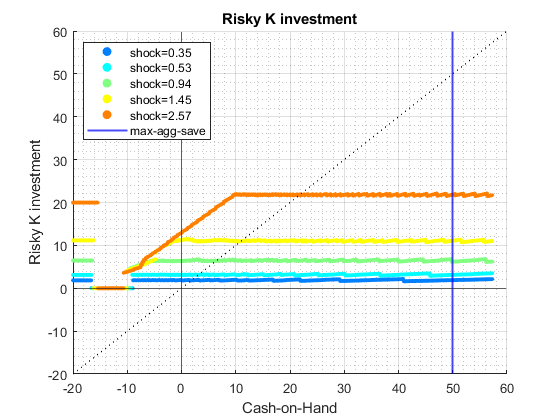 Risky K investment
60
50
40
30
20
10
0
-10
-20
Risky K investment
shock=0.35
shock=0.53
shock=0.94
shock=1.45
shock=2.57
max-agg-save
-20 -10 0 10 20 30 40 50 60
Cash-on-Hand